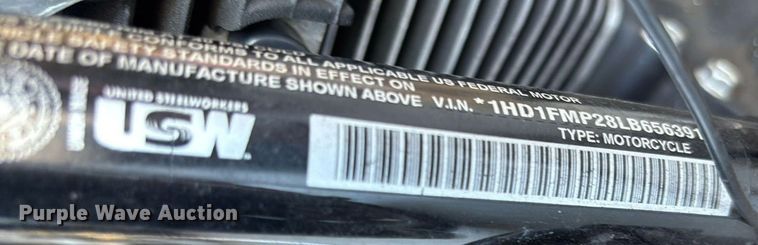 CONFORMS TO ALL APPLICABLE US FEDERAL MOTOR
SAFETY STANDARDS IN EFFECT ON
DATE OF MANUFACTURE SHOWN ABOVE V.I.N. *1HD1FMP28LB656391
TYPE: MOTORCYCLE
UNITED STEELWORKERS
USW
Purple Wave Auction